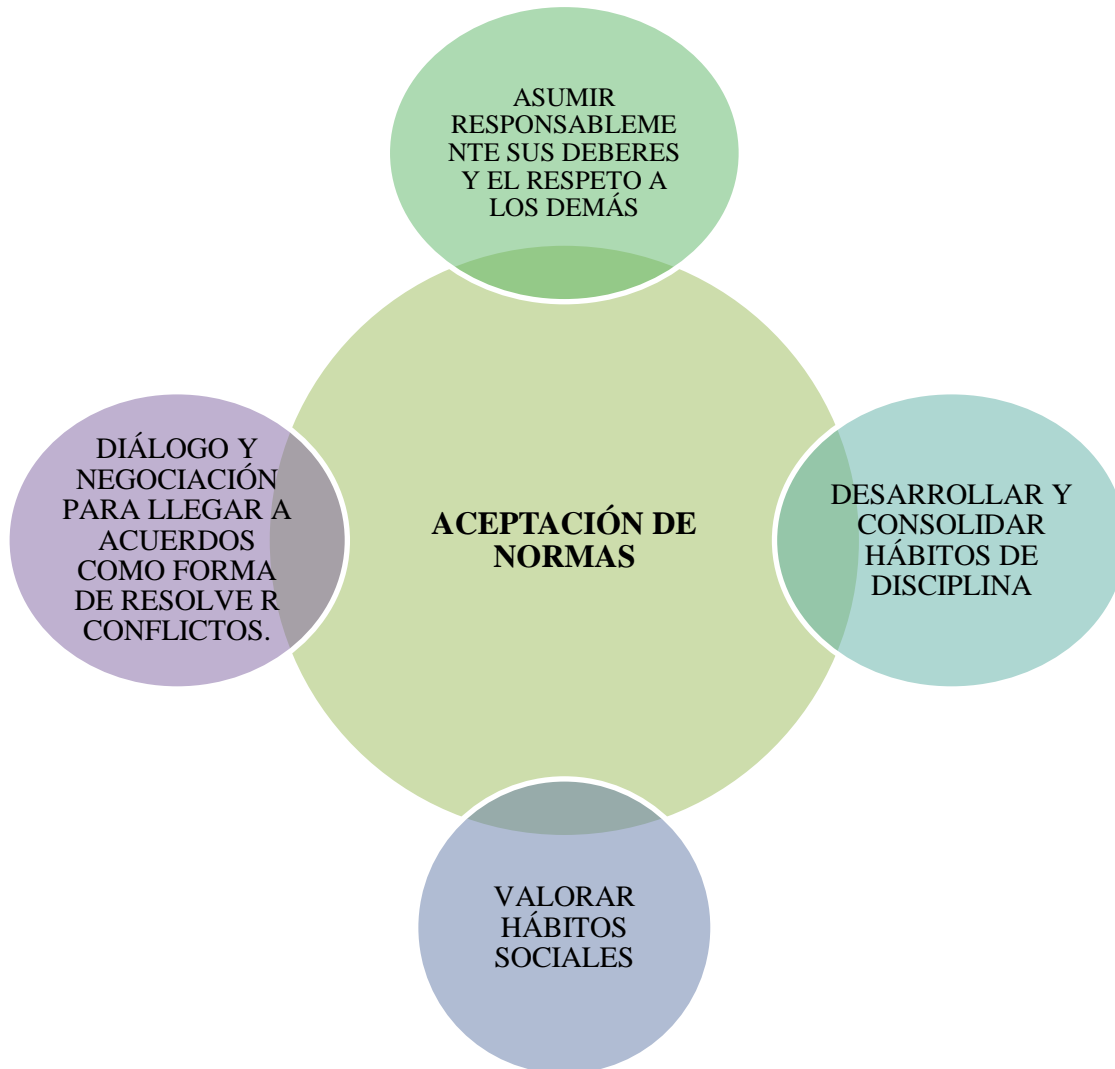 ASUMIR
RESPONSABLEME
NTE SUS DEBERES
Y EL RESPETO A
LOS DEMÁS
DIÁLOGO Y
NEGOCIACIÓN
PARA LLEGAR A
ACUERDOS
COMO FORMA
DE RESOLVE R
CONFLICTOS.
ACEPTACIÓN DE
NORMAS
DESARROLLAR Y
CONSOLIDAR
HÁBITOS DE
DISCIPLINA
VALORAR
HÁBITOS
SOCIALES